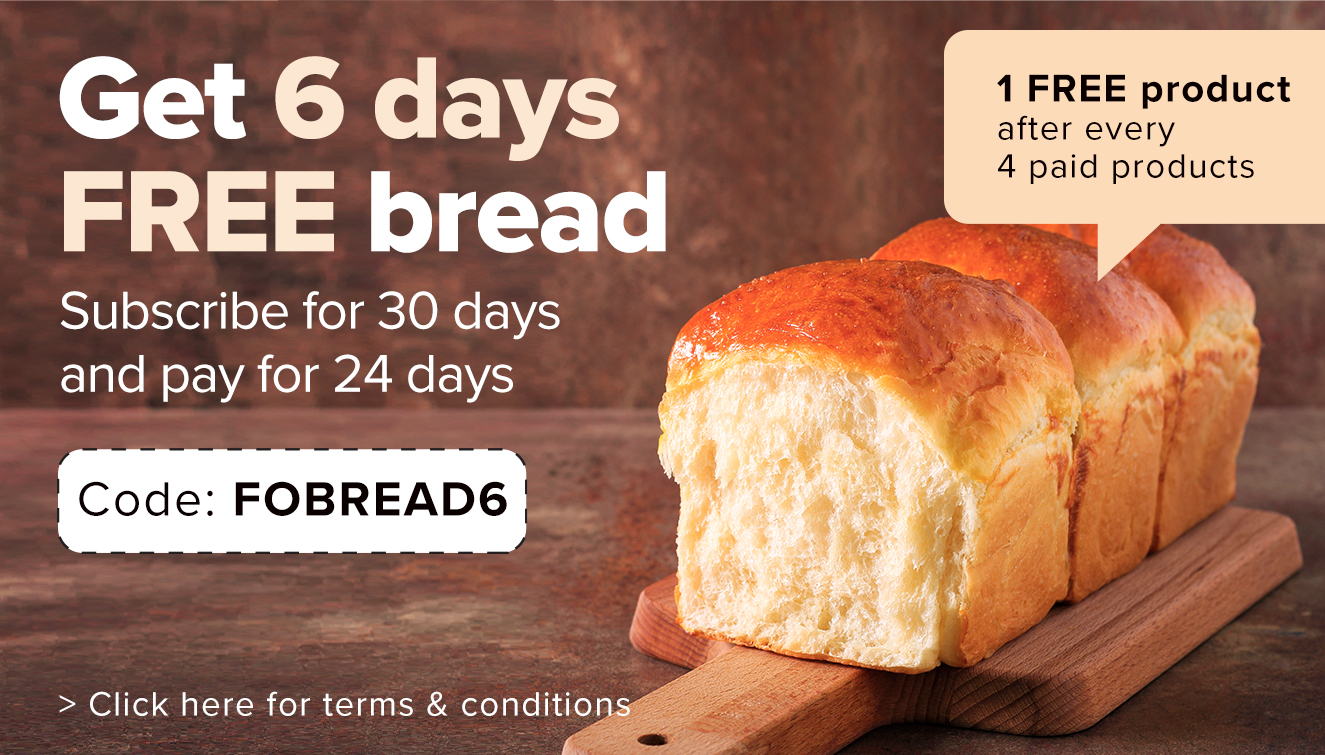 Get 6 days
FREE bread
Subscribe for 30 days
and pay for 24 days
Code: FOBREAD6
> Click here for terms & conditions
1 FREE product
after every
4 paid products